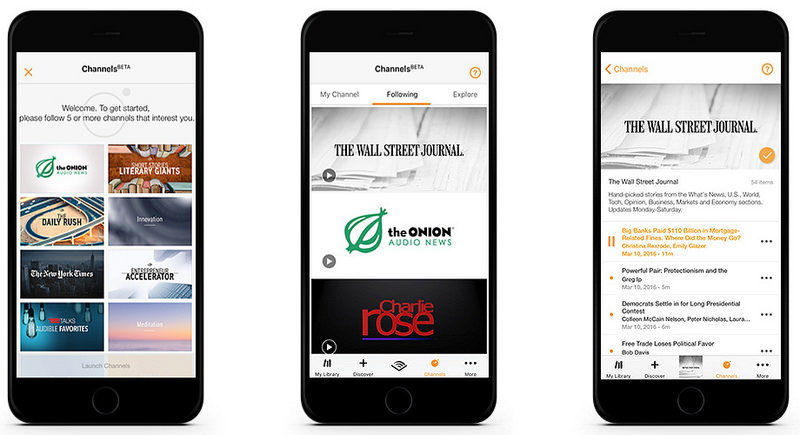 Channels BETA
Welcome. To get started,
please follow 5 or more channels that interest you.
the ONION
AUDIO NEWS
SHORT STORIES
LITERARY GIANTS
THE
DAILY RUSH
Innovation
The New York Times
ENTREPRENEUR
ACCELERATOR
TALKS
AUDIBLE FAVORITES
Meditation
Launch Channels
Channels BETA
?
My Channel
Following
Explore
THE WALL STREET JOURNAL.
the ONION®
AUDIO NEWS
Charlie
rose
My Library
Discover
Channels
More
Channels
?
THE WALL STREET JOURNAL.
The Wall Street Journal
54 items
Hand-picked stories from the What's News, U.S., World,
Tech, Opinion, Business, Markets and Economy sections.
Updates Monday-Saturday.
Big Banks Paid $110 Billion in Mortgage-
Related Fines. Where Did the Money Go?
Christina Rexrode, Emily Glazer
Mar 10, 2016 - 11m
Powerful Pair: Protectionism and the
Greg Ip
Mar 10, 2016 - 5m
Democrats Settle in for Long Presidential
Contest
Colleen McCain Nelson, Peter Nicholas, Laura...
Mar 10, 2016 - 6m
Free Trade Loses Political Favor
Bob Davis
My Library
Discover
Channels
More